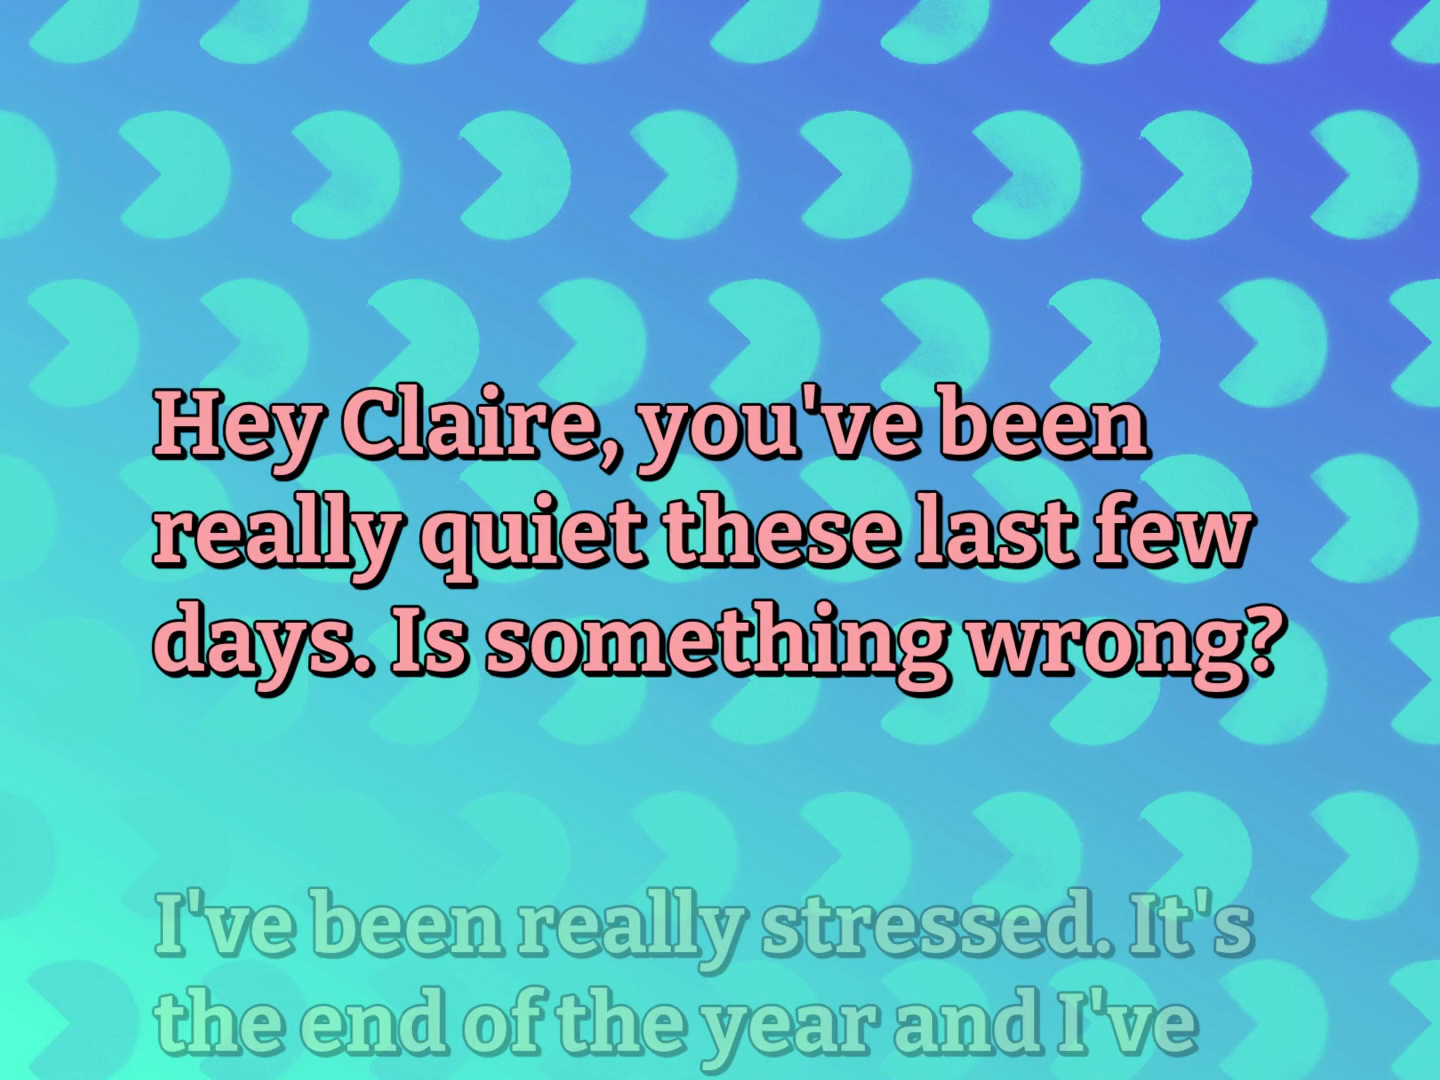 Hey Claire, you've been
really quiet these last few
days. Is something wrong?
I've been really stressed. It's
the end of the year and I've